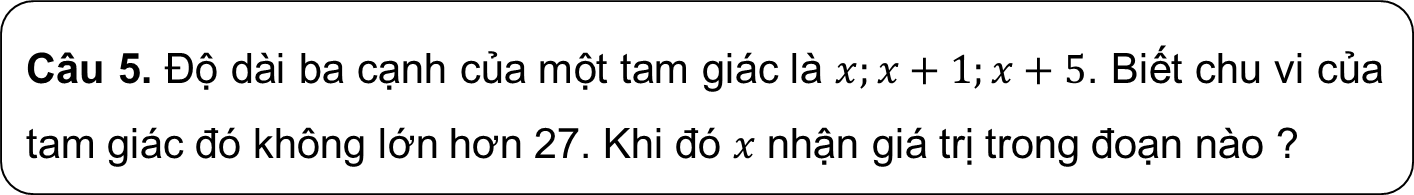 Câu 5. Độ dài ba cạnh của một tam giác là x; x + 1; x + 5. Biết chu vi của
tam giác đó không lớn hơn 27. Khi đó x nhận giá trị trong đoạn nào ?